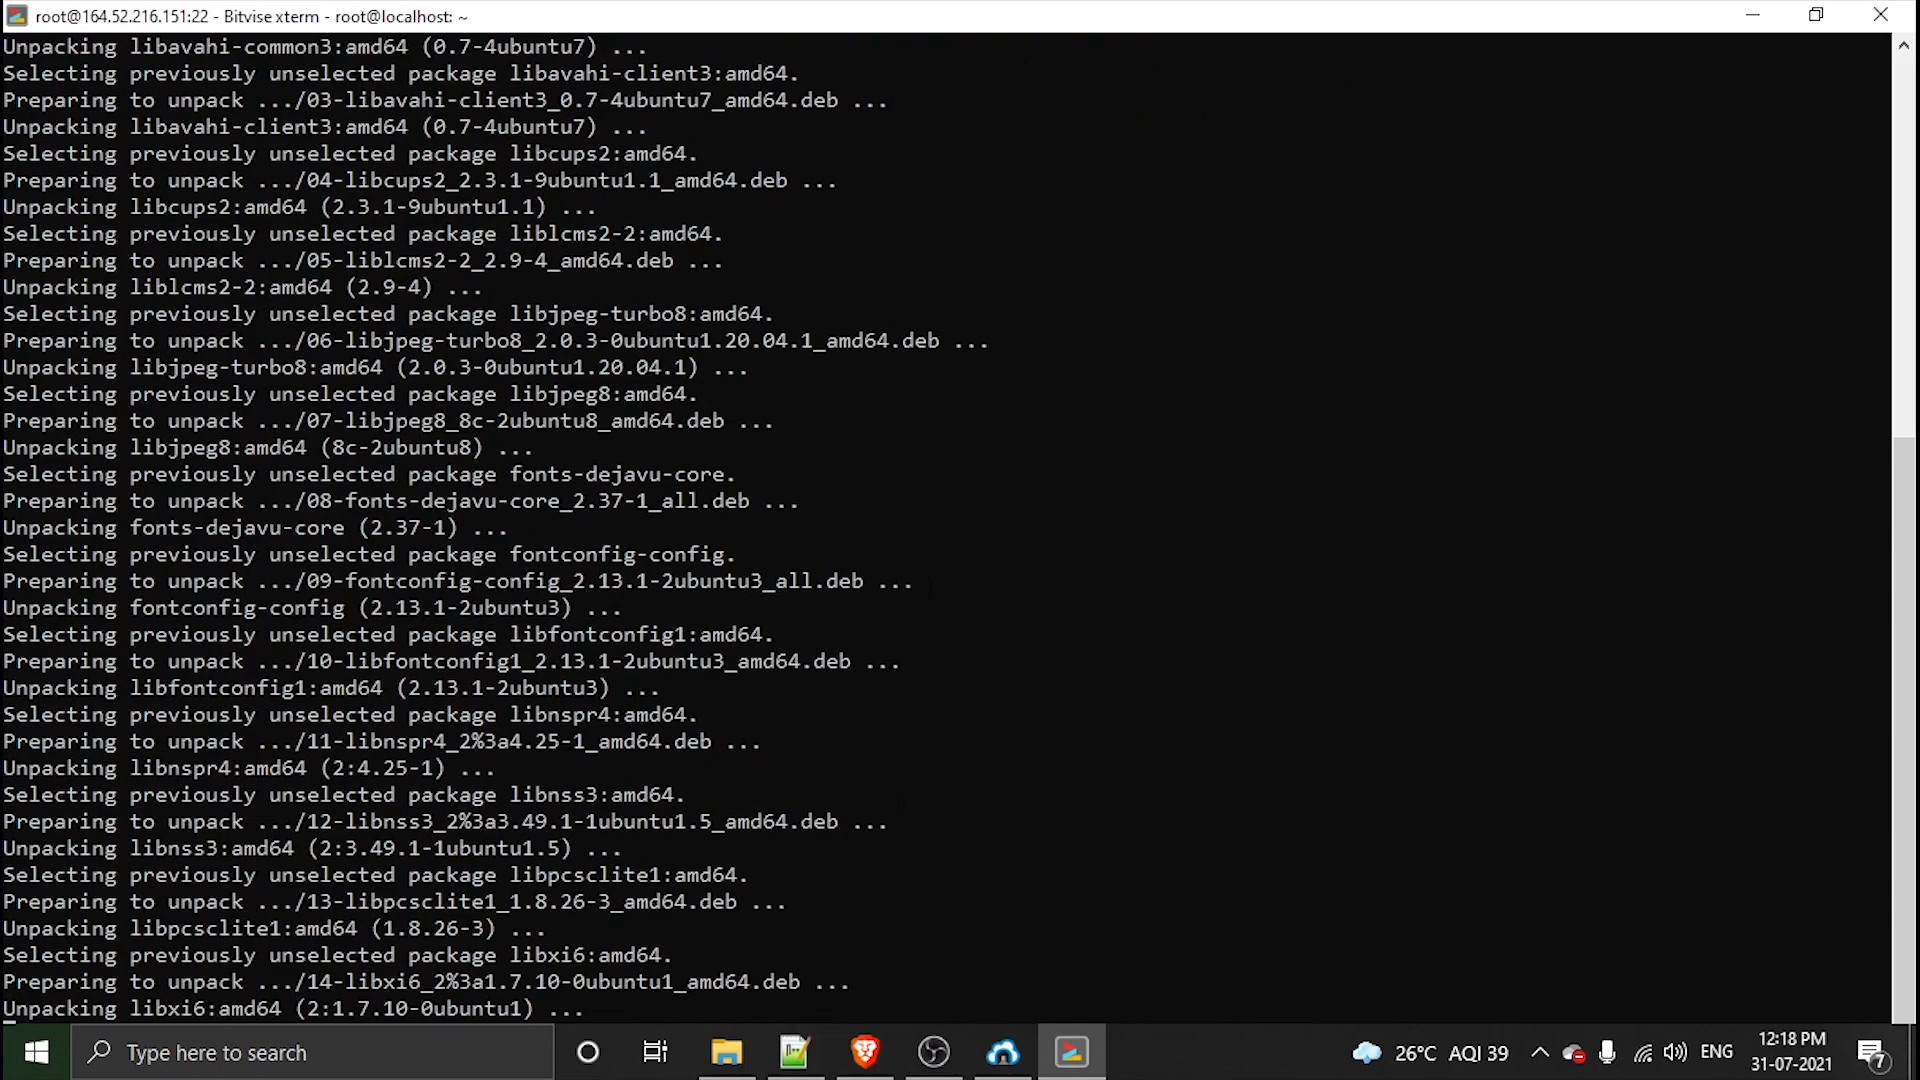 root@164.52.216.151:22 - Bitvise xterm - root@localhost: ~
Unpacking libavahi-common3:amd64 (0.7-4ubuntu7) ...
Selecting previously unselected package libavahi-client3:amd64.
Preparing to unpack .../03-libavahi-client3_0.7-4ubuntu7_amd64.deb ...
Unpacking libavahi-client3:amd64 (0.7-4ubuntu7) ...
Selecting previously unselected package libcups2:amd64.
Preparing to unpack .../04-libcups2_2.3.1-9ubuntu1.1_amd64.deb ...
Unpacking libcups2:amd64 (2.3.1-9ubuntu1.1) ...
Selecting previously unselected package liblcms2-2:amd64.
Preparing to unpack .../05-liblcms2-2_2.9-4_amd64.deb ...
Unpacking liblcms2-2:amd64 (2.9-4) ...
Selecting previously unselected package libjpeg-turbo8:amd64.
Preparing to unpack .../06-libjpeg-turbo8_2.0.3-0ubuntu1.20.04.1_amd64.deb ...
Unpacking libjpeg-turbo8:amd64 (2.0.3-0ubuntu1.20.04.1) ...
Selecting previously unselected package libjpeg8:amd64.
Preparing to unpack .../07-libjpeg8_8c-2ubuntu8_amd64.deb ...
Unpacking libjpeg8:amd64 (8c-2ubuntu8) ...
Selecting previously unselected package fonts-dejavu-core.
Preparing to unpack .../08-fonts-dejavu-core_2.37-1_all.deb ...
Unpacking fonts-dejavu-core (2.37-1) ...
Selecting previously unselected package fontconfig-config.
Preparing to unpack .../09-fontconfig-config_2.13.1-2ubuntu3_all.deb ...
Unpacking fontconfig-config (2.13.1-2ubuntu3) ...
Selecting previously unselected package libfontconfig1:amd64.
Preparing to unpack .../10-libfontconfig1_2.13.1-2ubuntu3_amd64.deb ...
Unpacking libfontconfig1:amd64 (2.13.1-2ubuntu3) ...
Selecting previously unselected package libnspr4:amd64.
Preparing to unpack .../11-libnspr4_2%3a4.25-1_amd64.deb ...
Unpacking libnspr4:amd64 (2:4.25-1) ...
Selecting previously unselected package libnss3:amd64.
Preparing to unpack .../12-libnss3_2%3a3.49.1-1ubuntu1.5_amd64.deb ...
Unpacking libnss3:amd64 (2:3.49.1-1ubuntu1.5) ...
Selecting previously unselected package libpcsclite1:amd64.
Preparing to unpack .../13-libpcsclite1_1.8.26-3_amd64.deb ...
Unpacking libpcsclite1:amd64 (1.8.26-3) ...
Selecting previously unselected package libxi6:amd64.
Preparing to unpack .../14-libxi6_2%3a1.7.10-0ubuntu1_amd64.deb ...
Unpacking libxi6:amd64 (2:1.7.10-0ubuntu1) ...
Type here to search
26°C AQI 39
ENG
12:18 PM
31-07-2021
7